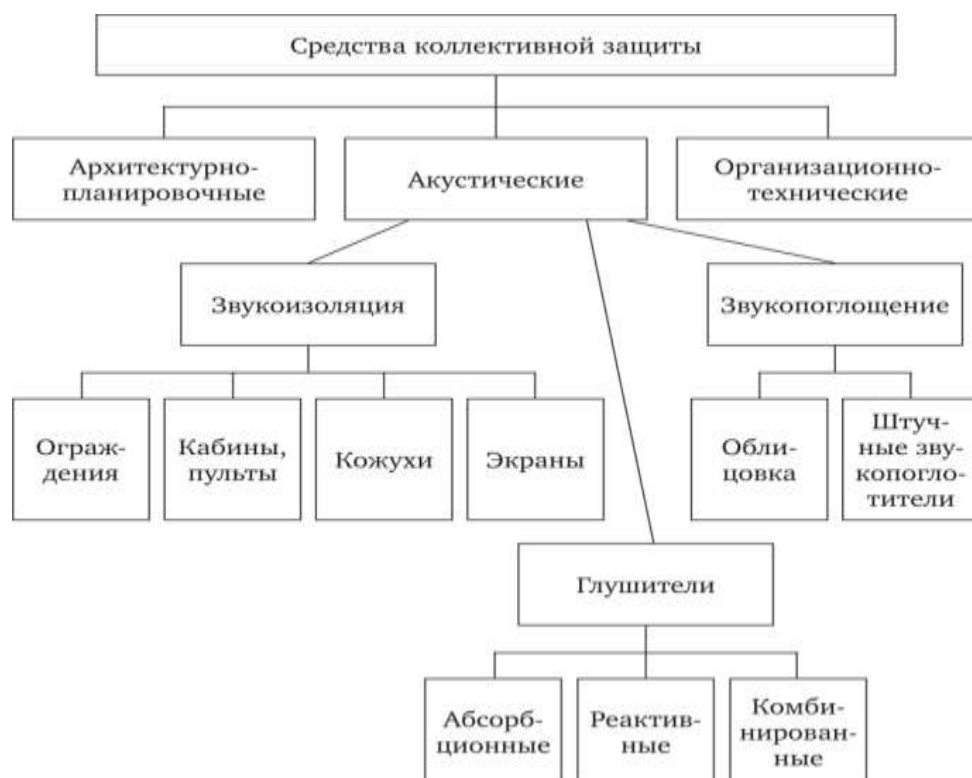 Средства коллективной защиты
Архитектурно-
планировочные
Акустические
Организационно-
технические
Звукоизоляция
Звукопоглощение
Ограж-
дения
Кабины,
пульты
Кожухи
Экраны
Обли-
цовка
Штуч-
ные зву-
копогло-
тители
Глушители
Абсорб-
ционные
Реактив-
ные
Комби-
нирован-
ные